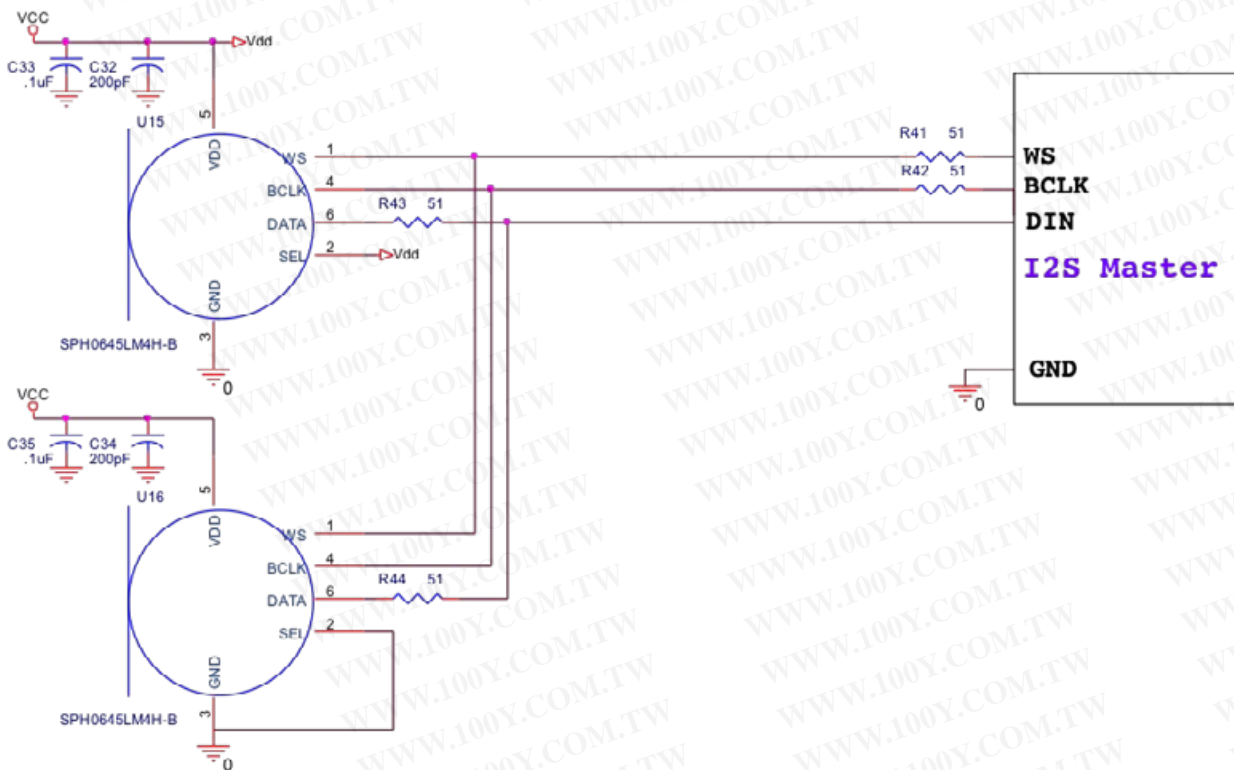 VCC
Vdd
C33 C32
.1uF 200pF
U15
5
VDD
WS 1
BCLK 4
DATA 6
SEL 2
GND
3
R43 51
Vdd
SPH0645LM4H-B
0
R41 51
R42 51
WS
BCLK
DIN
I2S Master
GND
0
VCC
C35 C34
.1uF 200pF
U16
5
VDD
WS 1
BCLK 4
DATA 6
SEL 2
GND
3
R44 51
SPH0645LM4H-B
0
WWW.100Y.COM.TW